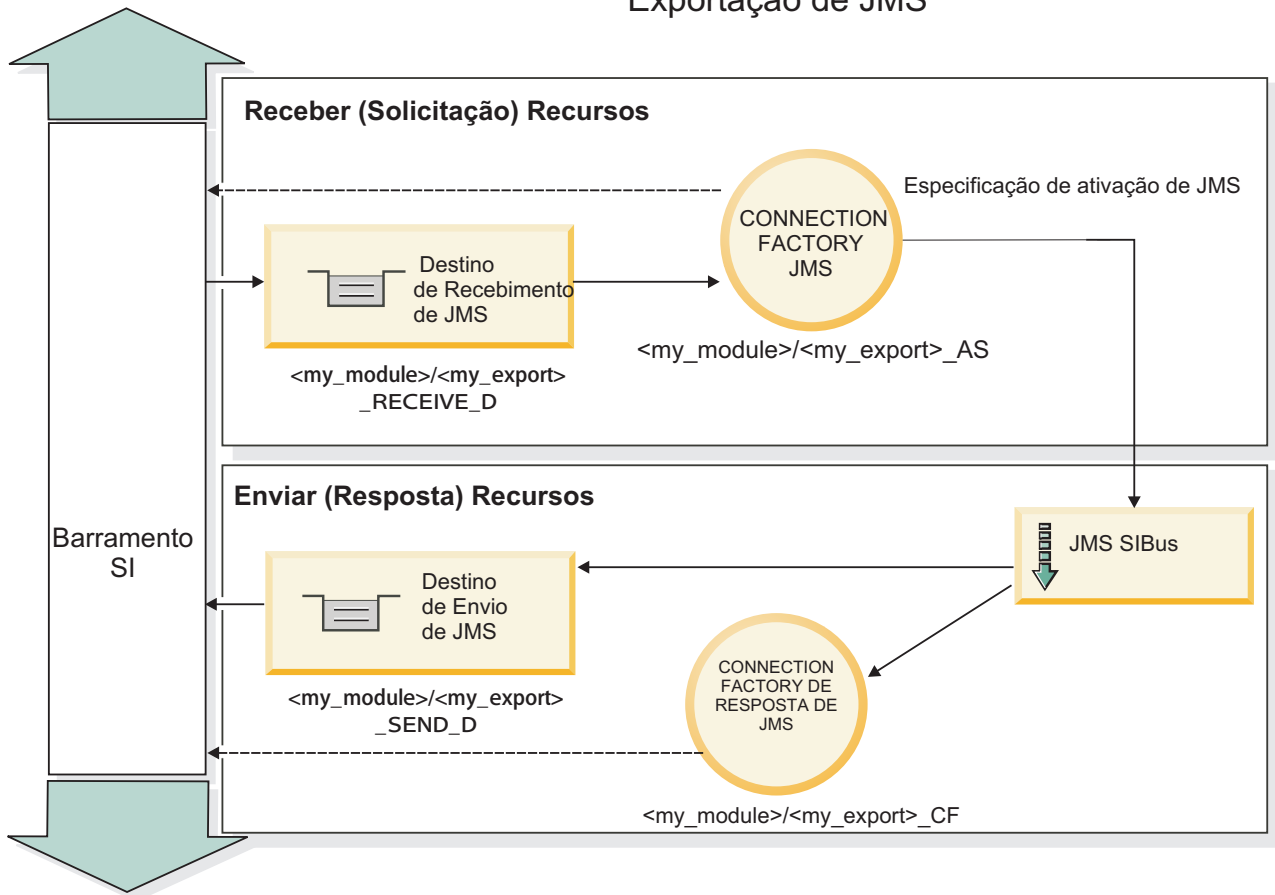 Exportação de JMS
Receber (Solicitação) Recursos
Especificação de ativação de JMS
CONNECTION
FACTORY
JMS
Destino
de Recebimento
de JMS
<my_module>/<my_export>_AS
<my_module>/<my_export>
_RECEIVE_D
Enviar (Resposta) Recursos
Barramento
SI
JMS SIBus
Destino
de Envio
de JMS
<my_module>/<my_export>
_SEND_D
CONNECTION
FACTORY DE
RESPOSTA DE
JMS
<my_module>/<my_export>_CF